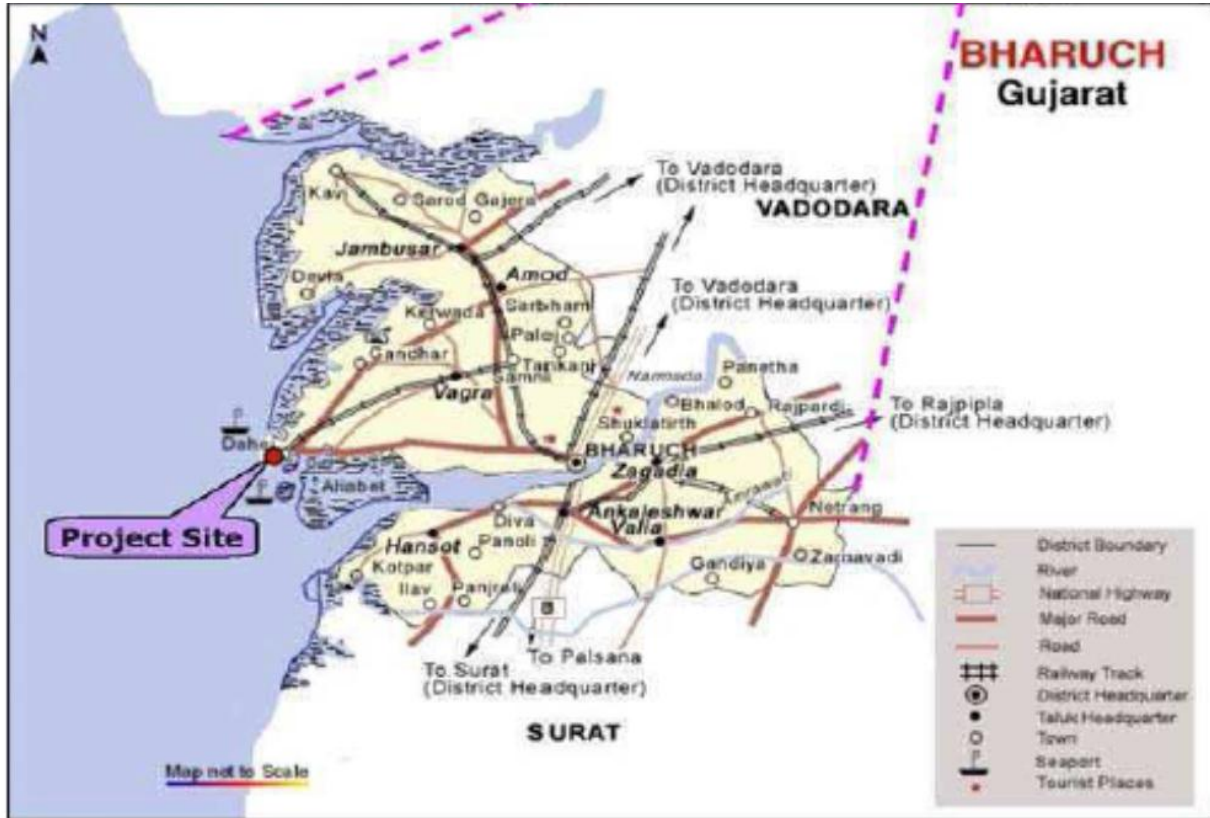 N
BHARUCH
Gujarat
To Vadodara
(District Headquarter)
VADODARA
Kavi
Sarod
Gajera
Jambusar
Amod
Devla
To Vadodara
(District Headquarter)
Kerwada
Palej
Gandhar
Tankari
Samni
Narmada
Panetha
Vagra
Bhalod
Rajpardi
To Rajpipla
(District Headquarter)
Shuklatirth
Dahej
BHARUCH
Zagadia
Aliabet
Amrawati
Project Site
Ankaleshwar
Netrang
Diva
Valia
Hansot
Panoli
Kotpar
Gandiya
Zarnavadi
Ilav
Panjroli
8
To Surat
(District Headquarter)
To Palsana
SURAT
Map not to Scale
District Boundary
River
National Highway
Major Road
Road
Railway Track
District Headquarter
Taluk Headquarter
Town
Seaport
Tourist Places